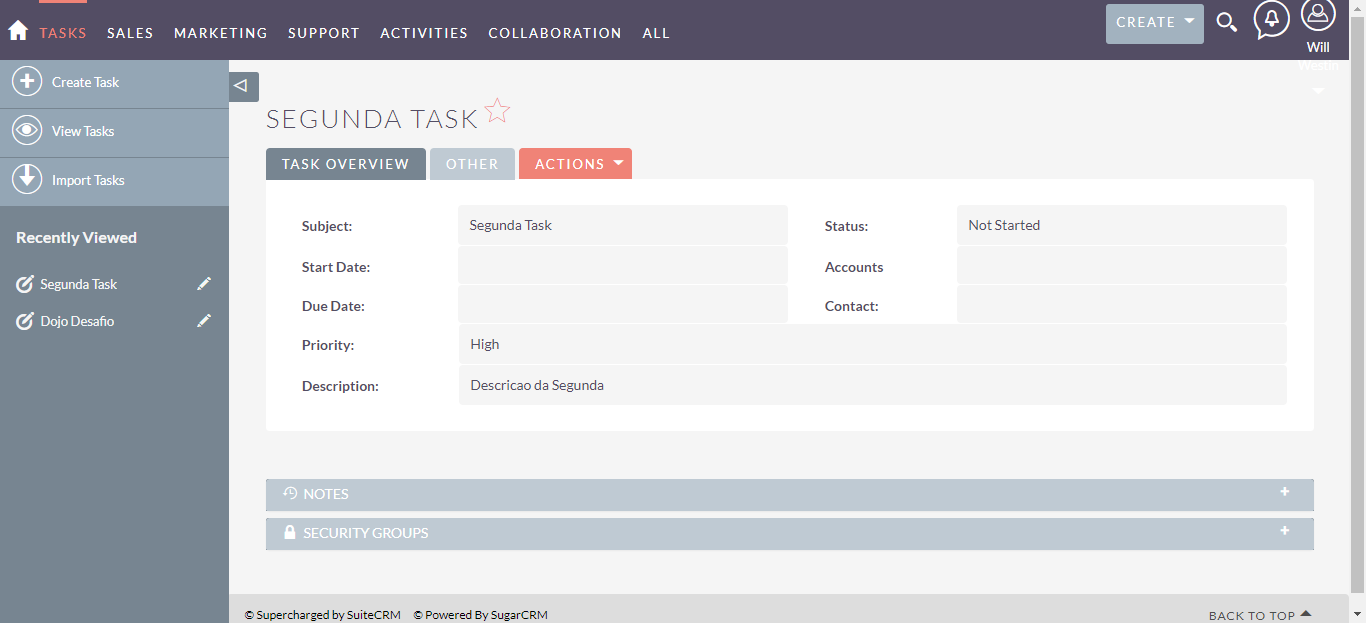 TASKS SALES MARKETING SUPPORT ACTIVITIES COLLABORATION ALL CREATE
Will
Westin
Create Task
View Tasks
Import Tasks
Recently Viewed
Segunda Task
Dojo Desafio
SEGUNDA TASK
TASK OVERVIEW OTHER ACTIONS
Subject: Segunda Task Status: Not Started
Start Date: Accounts
Due Date: Contact:
Priority: High
Description: Descricao da Segunda
NOTES
SECURITY GROUPS
© Supercharged by SuiteCRM © Powered By SugarCRM BACK TO TOP